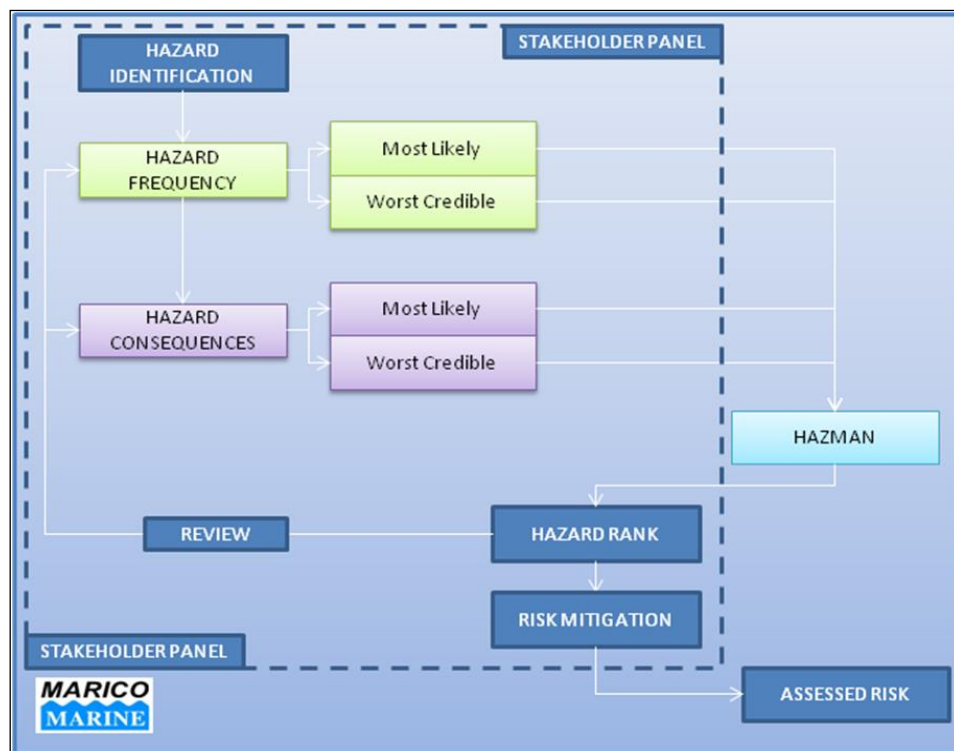 STAKEHOLDER PANEL
HAZARD
IDENTIFICATION
HAZARD
FREQUENCY
Most Likely
Worst Credible
HAZARD
CONSEQUENCES
Most Likely
Worst Credible
HAZMAN
REVIEW
HAZARD RANK
RISK MITIGATION
STAKEHOLDER PANEL
ASSESSED RISK
MARICO
MARINE